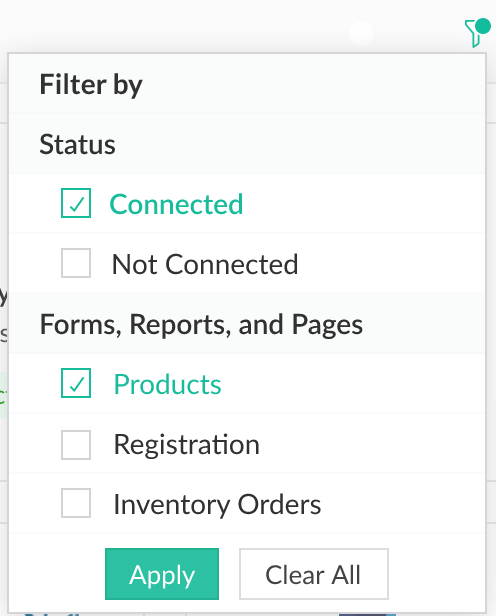 Filter by
Status
Connected
Not Connected
Forms, Reports, and Pages
Products
Registration
Inventory Orders
Apply
Clear All